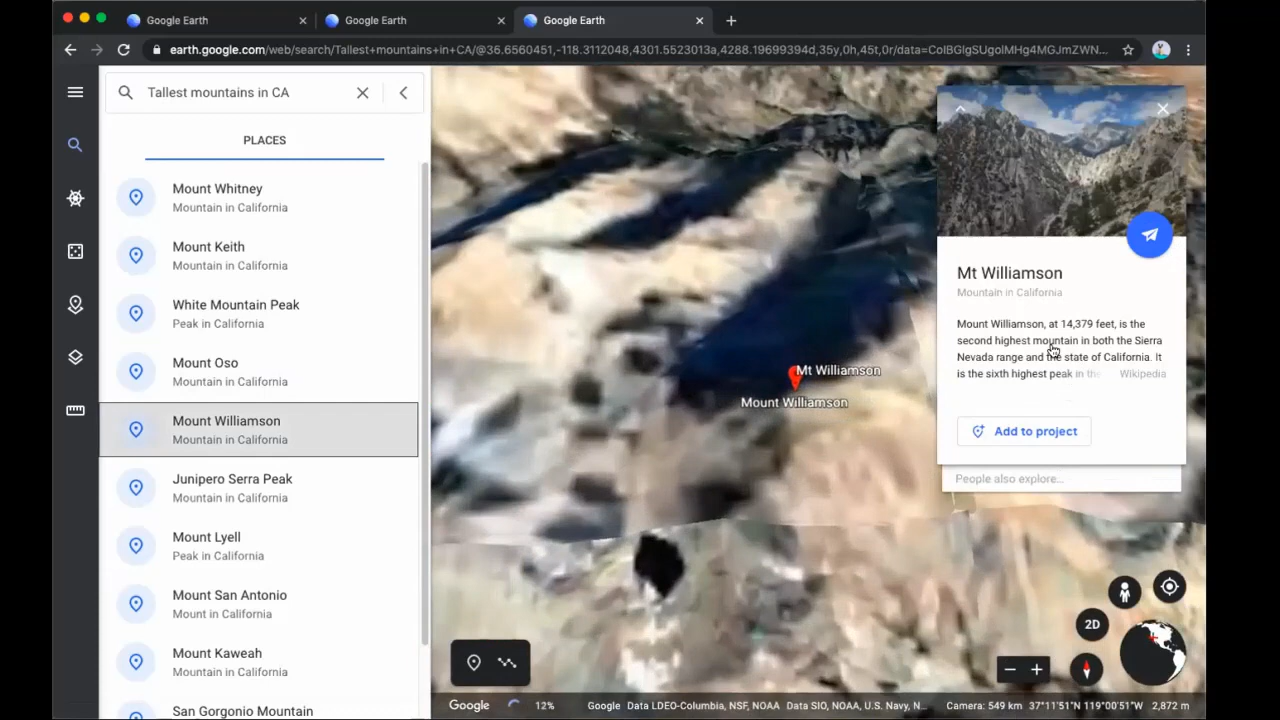 Google Earth
Google Earth
Google Earth
earth.google.com/web/search/Tallest+mountains+in+CA/@36.6560451,-118.3112048,4301.5523013a,4288.19699394d,35y,0h,45t,0r/data=CoIBGlgSUgolMHg4MGJmZWN...
Tallest mountains in CA
PLACES
Mount Whitney
Mountain in California
Mount Keith
Mountain in California
White Mountain Peak
Peak in California
Mount Oso
Mountain in California
Mount Williamson
Mountain in California
Junipero Serra Peak
Mountain in California
Mount Lyell
Peak in California
Mount San Antonio
Mount in California
Mount Kaweah
Mountain in California
San Gorgonio Mountain
Mt Williamson
Mount Williamson
Mt Williamson
Mountain in California
Mount Williamson, at 14,379 feet, is the
second highest mountain in both the Sierra
Nevada range and the state of California. It
is the sixth highest peak in the Wikipedia
Add to project
People also explore...
2D
Google 12% Google Data LDEO-Columbia, NSF, NOAA Data SIO, NOAA, U.S. Navy, N... Camera: 549 km 37°11'51"N 119°00'51"W 2,872 m